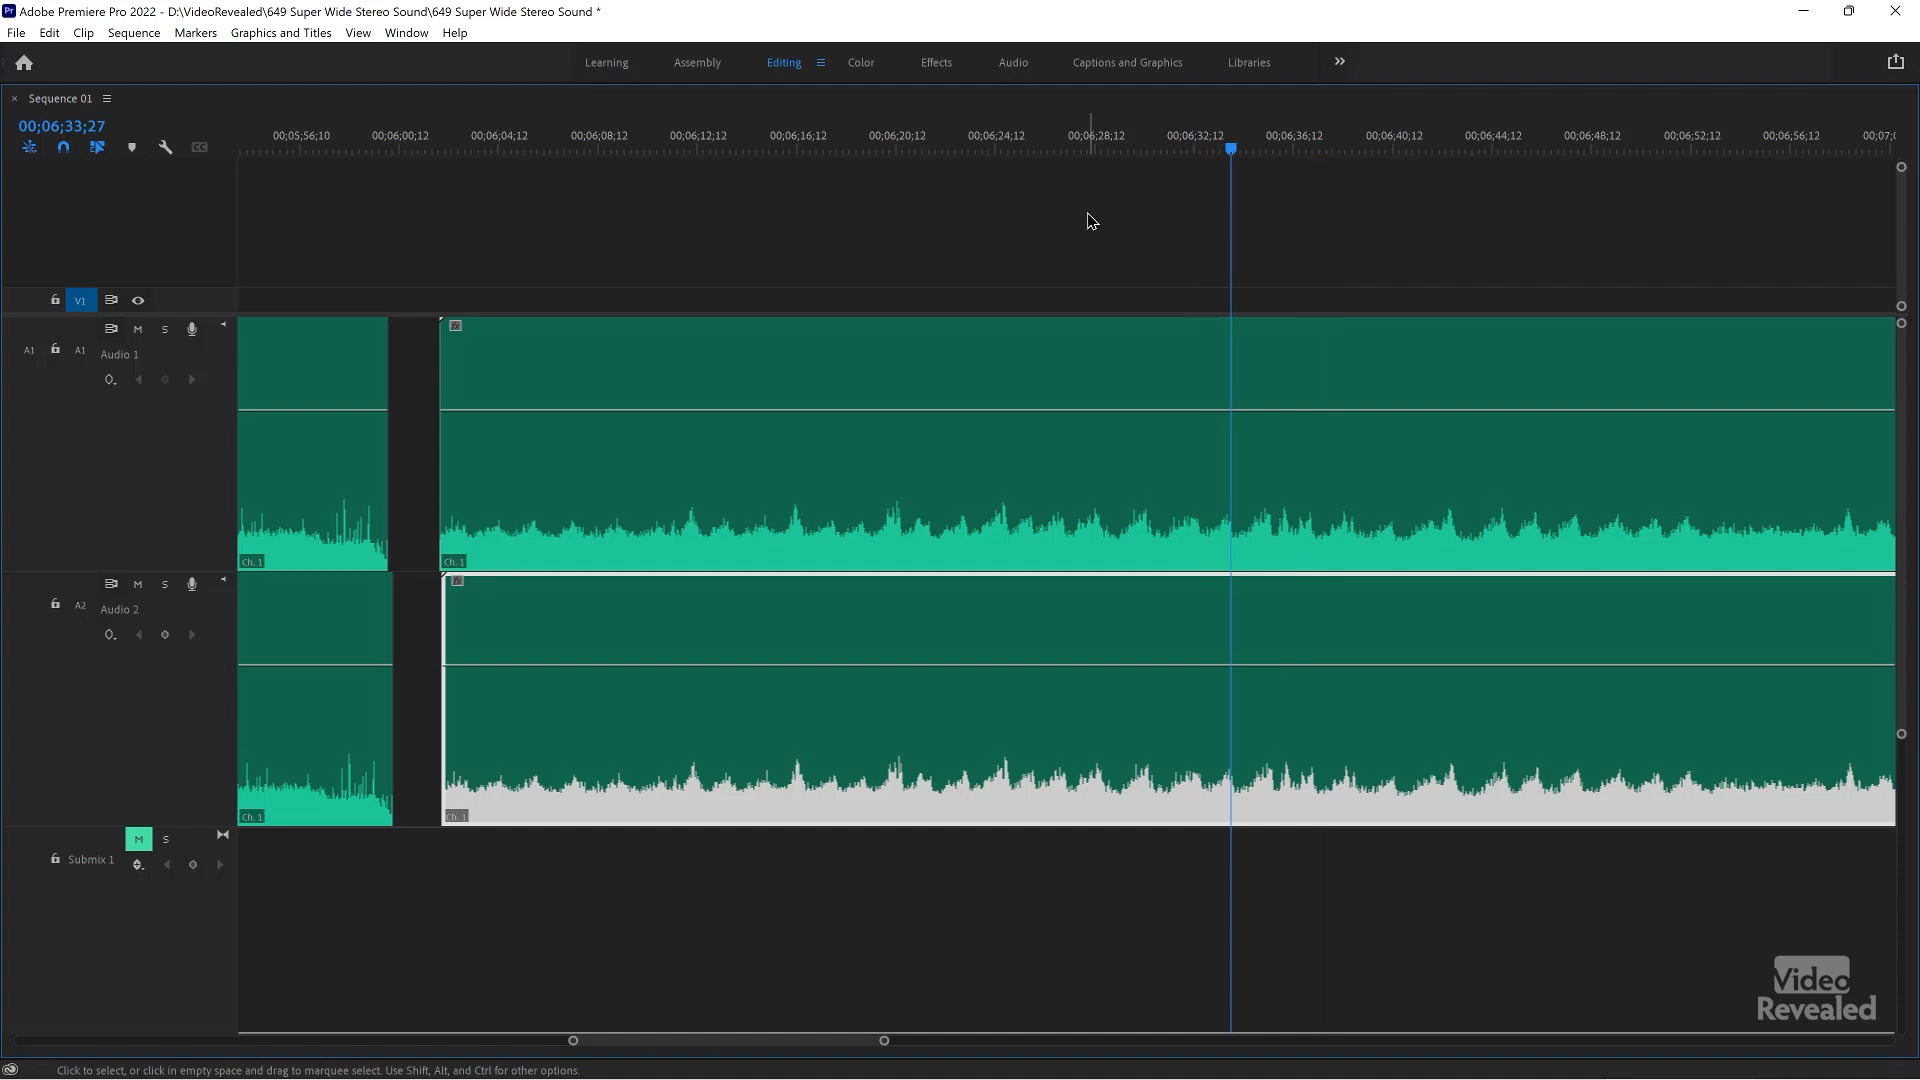 Pr Adobe Premiere Pro 2022 - D:\VideoRevealed\649 Super Wide Stereo Sound\649 Super Wide Stereo Sound *
File Edit Clip Sequence Markers Graphics and Titles View Window Help
Learning Assembly Editing Color Effects Audio Captions and Graphics Libraries
× Sequence 01
00;06;33;27
00;05;56;10 00;06;00;12 00;06;04;12 00;06;08;12 00;06;12;12 00;06;16;12 00;06;20;12 00;06;24;12 00;06;28;12 00;06;32;12 00;06;36;12 00;06;40;12 00;06;44;12 00;06;48;12 00;06;52;12 00;06;56;12 00;07;0
CC
V1
M S
fx
A1 A1 Audio 1
Ch. 1 Ch. 1
M S
fx
A2 Audio 2
Ch. 1 Ch. 1
M S
Submix 1
Video
Revealed
Click to select, or click in empty space and drag to marquee select. Use Shift, Alt, and Ctrl for other options.